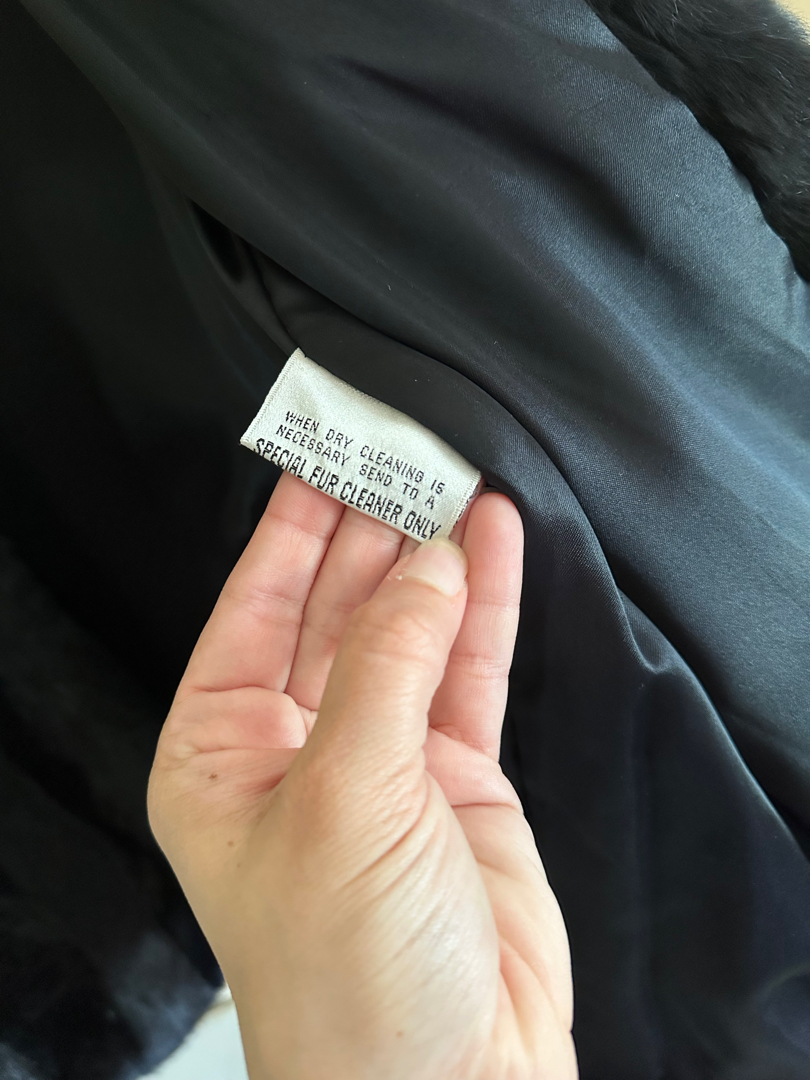 WHEN DRY CLEANING IS
NECESSARY SEND TO A
SPECIAL FUR CLEANER ONLY